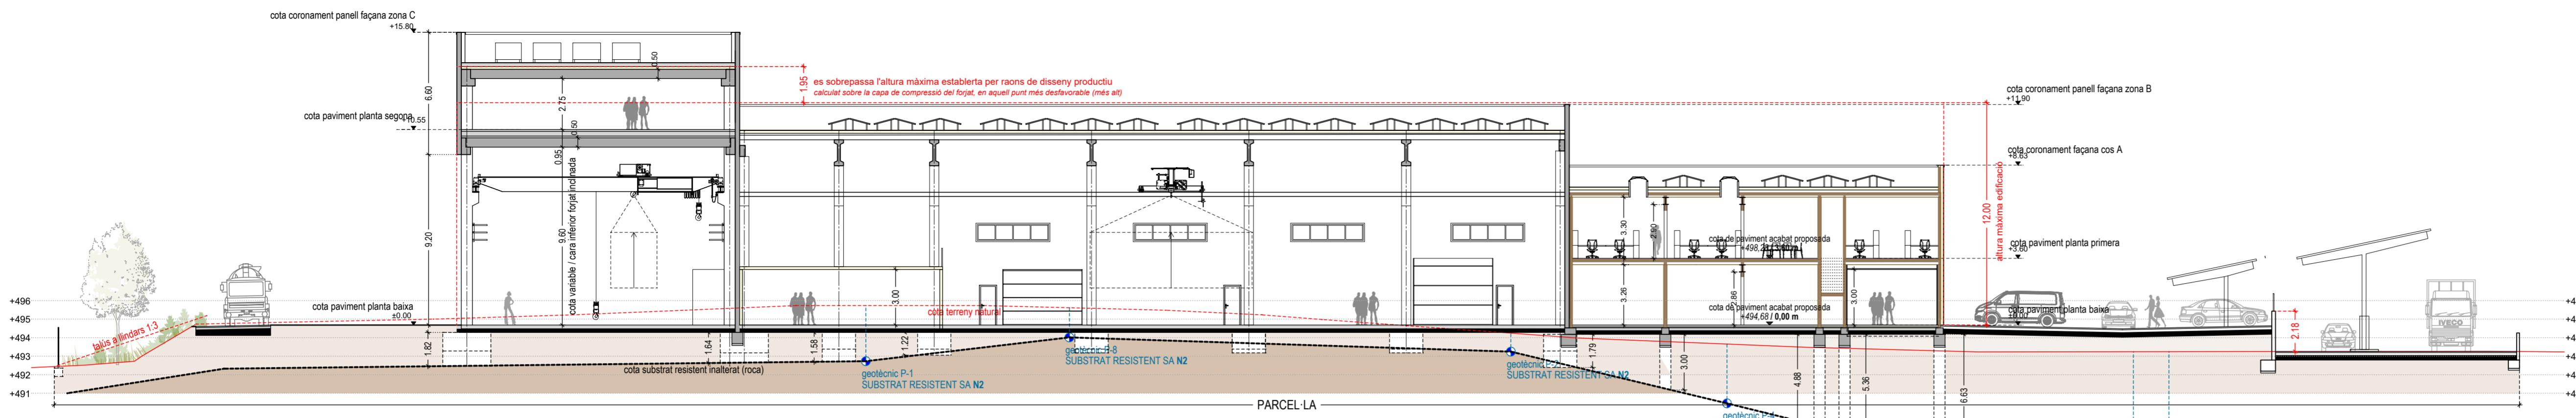 cota coronament panell façana zona C
+15.80
0.50
1.95
es sobrepassa l'altura màxima establerta per raons de disseny productiu
calculat sobre la capa de compressió del forjat, en aquell punt més desfavorable (més alt)
6.60
2.75
cota coronament panell façana zona B
+11.90
cota paviment planta segona
+10.55
0.50
0.95
cota coronament façana cos A
+8.63
altura màxima edificació
12.00
9.20
9.60
cota variable / cara inferior forjat inclinada
3.30
2.90
cota de paviment acabat proposada
cota paviment planta primera
+3.60
3.00
3.26
2.86
3.00
+496
+495
+494
+493
+492
+491
talús a llindars 1:3
cota paviment planta baixa
±0.00
cota terreny natural
cota de paviment acabat proposada
+494,68 / 0,00 m
cota paviment planta baixa
±0.00
IVECO
2.18
1.82
1.64
1.58
1.22
1.79
3.00
4.88
5.36
6.63
cota substrat resistent inalterat (roca)
geotècnic P-1
SUBSTRAT RESISTENT SA N2
geotècnic P-8
SUBSTRAT RESISTENT SA N2
geotècnic
SUBSTRAT RESISTENT SA N2
PARCEL·LA